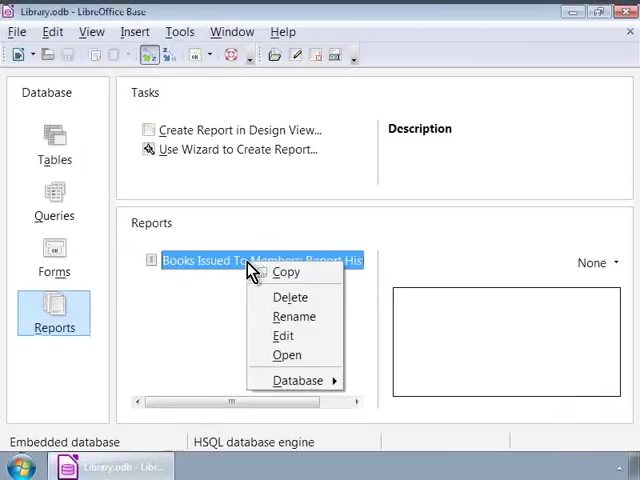 Library.odb - LibreOffice Base
File Edit View Insert Tools Window Help
Database
Tables
Queries
Forms
Reports
Tasks
Create Report in Design View...
Use Wizard to Create Report...
Description
Reports
Books Issued To Members: Report His
None
Copy
Delete
Rename
Edit
Open
Database
Embedded database
HSQL database engine
Library.odb - Libr...